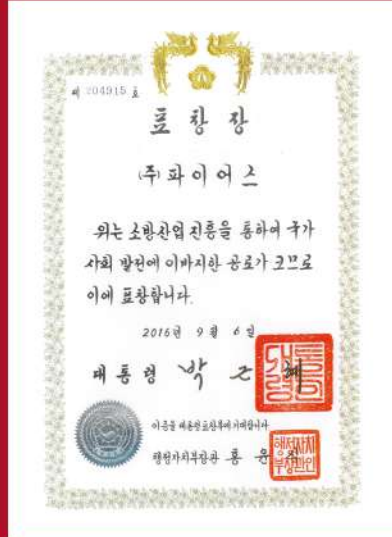 제 204915 호
표 창 장
(주) 파 이 어 스
위는 소방산업 진흥을 통하여 국가
사회 발전에 이바지한 공로가 크므로
이에 표창합니다.
2016년 9월 6일
대통령 박 근 혜
이 증을 대통령표창부에 기입합니다
행정자치부장관 홍 윤 식